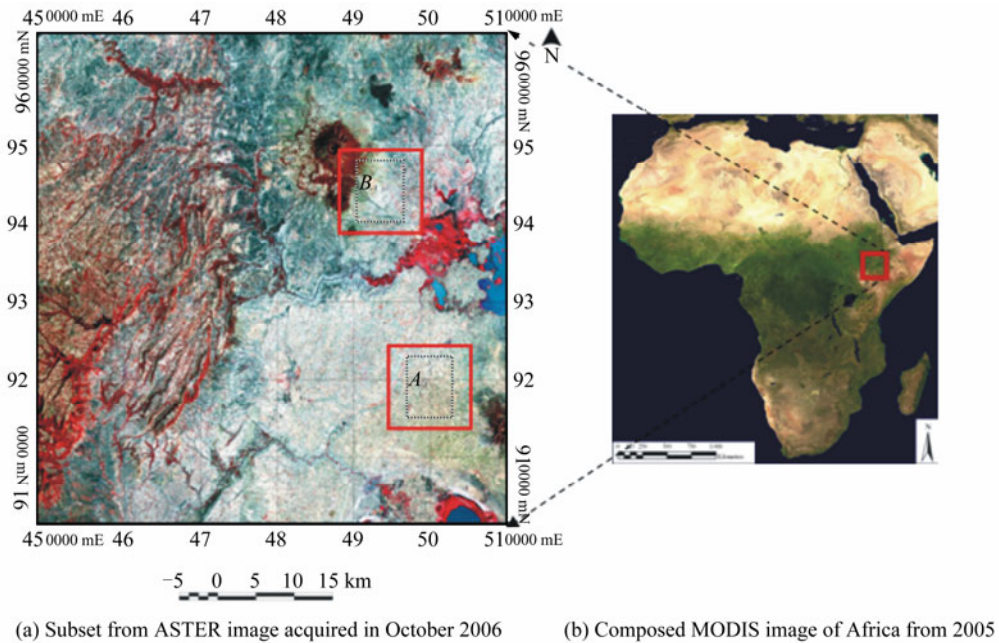 45 0000 mE 46 47 48 49 50 51 0000 mE
96 0000 mN
96 0000 mN
N
95
95
B
94
94
93
93
92
92
A
91 0000 mN
91 0000 mN
45 0000 mE 46 47 48 49 50 51 0000 mE
N
−5 0 5 10 15 km
(a) Subset from ASTER image acquired in October 2006
(b) Composed MODIS image of Africa from 2005